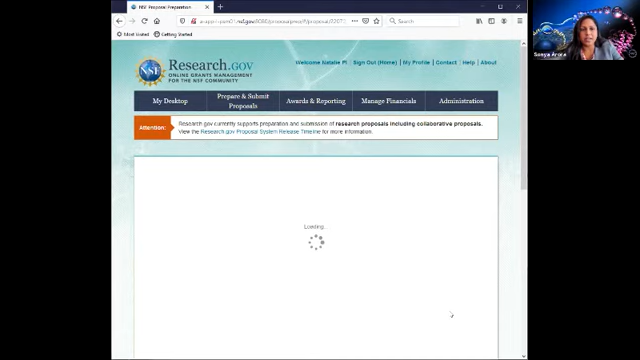 NSF Proposal Preparation
Search
Most Visited Getting Started
Research.gov
ONLINE GRANTS MANAGEMENT
FOR THE NSF COMMUNITY
NSF
Welcome Natalie PI Sign Out (Home) My Profile Contact Help About
My Desktop
Prepare & Submit
Proposals
Awards & Reporting
Manage Financials
Administration
Attention:
Research.gov currently supports preparation and submission of research proposals including collaborative proposals.
View the Research.gov Proposal System Release Timeline for more information.
Loading...
Sonya Arora